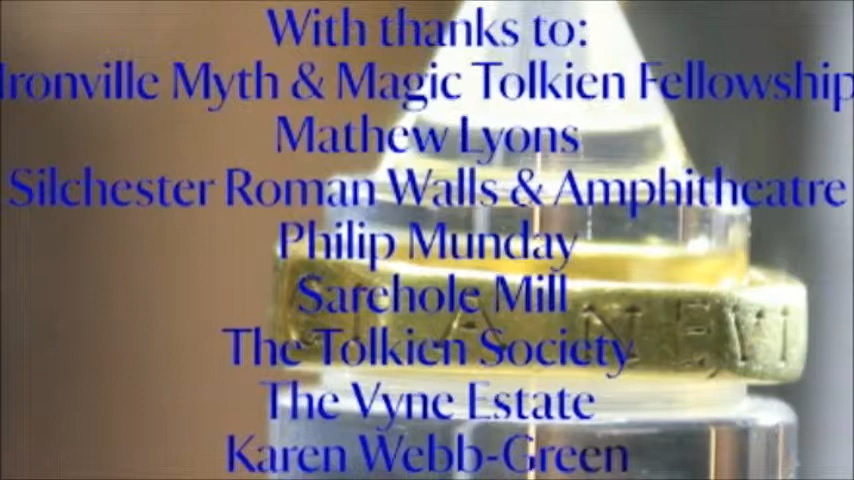 With thanks to:
Ironville Myth & Magic Tolkien Fellowship
Mathew Lyons
Silchester Roman Walls & Amphitheatre
Philip Munday
Sarehole Mill
The Tolkien Society
The Vyne Estate
Karen Webb-Green